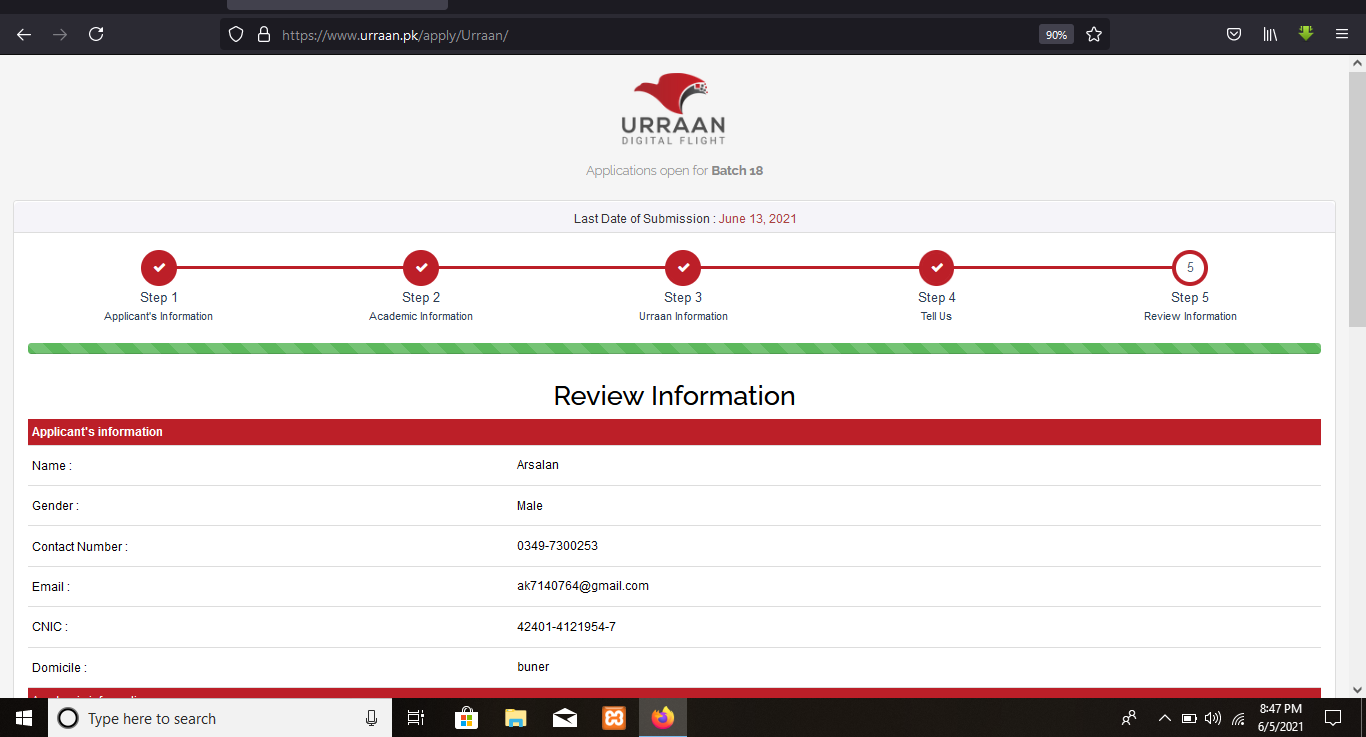 https://www.urraan.pk/apply/Urraan/
90%
URRAAN
DIGITAL FLIGHT
Applications open for Batch 18
Last Date of Submission : June 13, 2021
5
Step 1 Step 2 Step 3 Step 4 Step 5
Applicant's Information Academic Information Urraan Information Tell Us Review Information
Review Information
Applicant's information
Name : Arsalan
Gender : Male
Contact Number : 0349-7300253
Email : ak7140764@gmail.com
CNIC : 42401-4121954-7
Domicile : buner
Type here to search
8:47 PM
6/5/2021